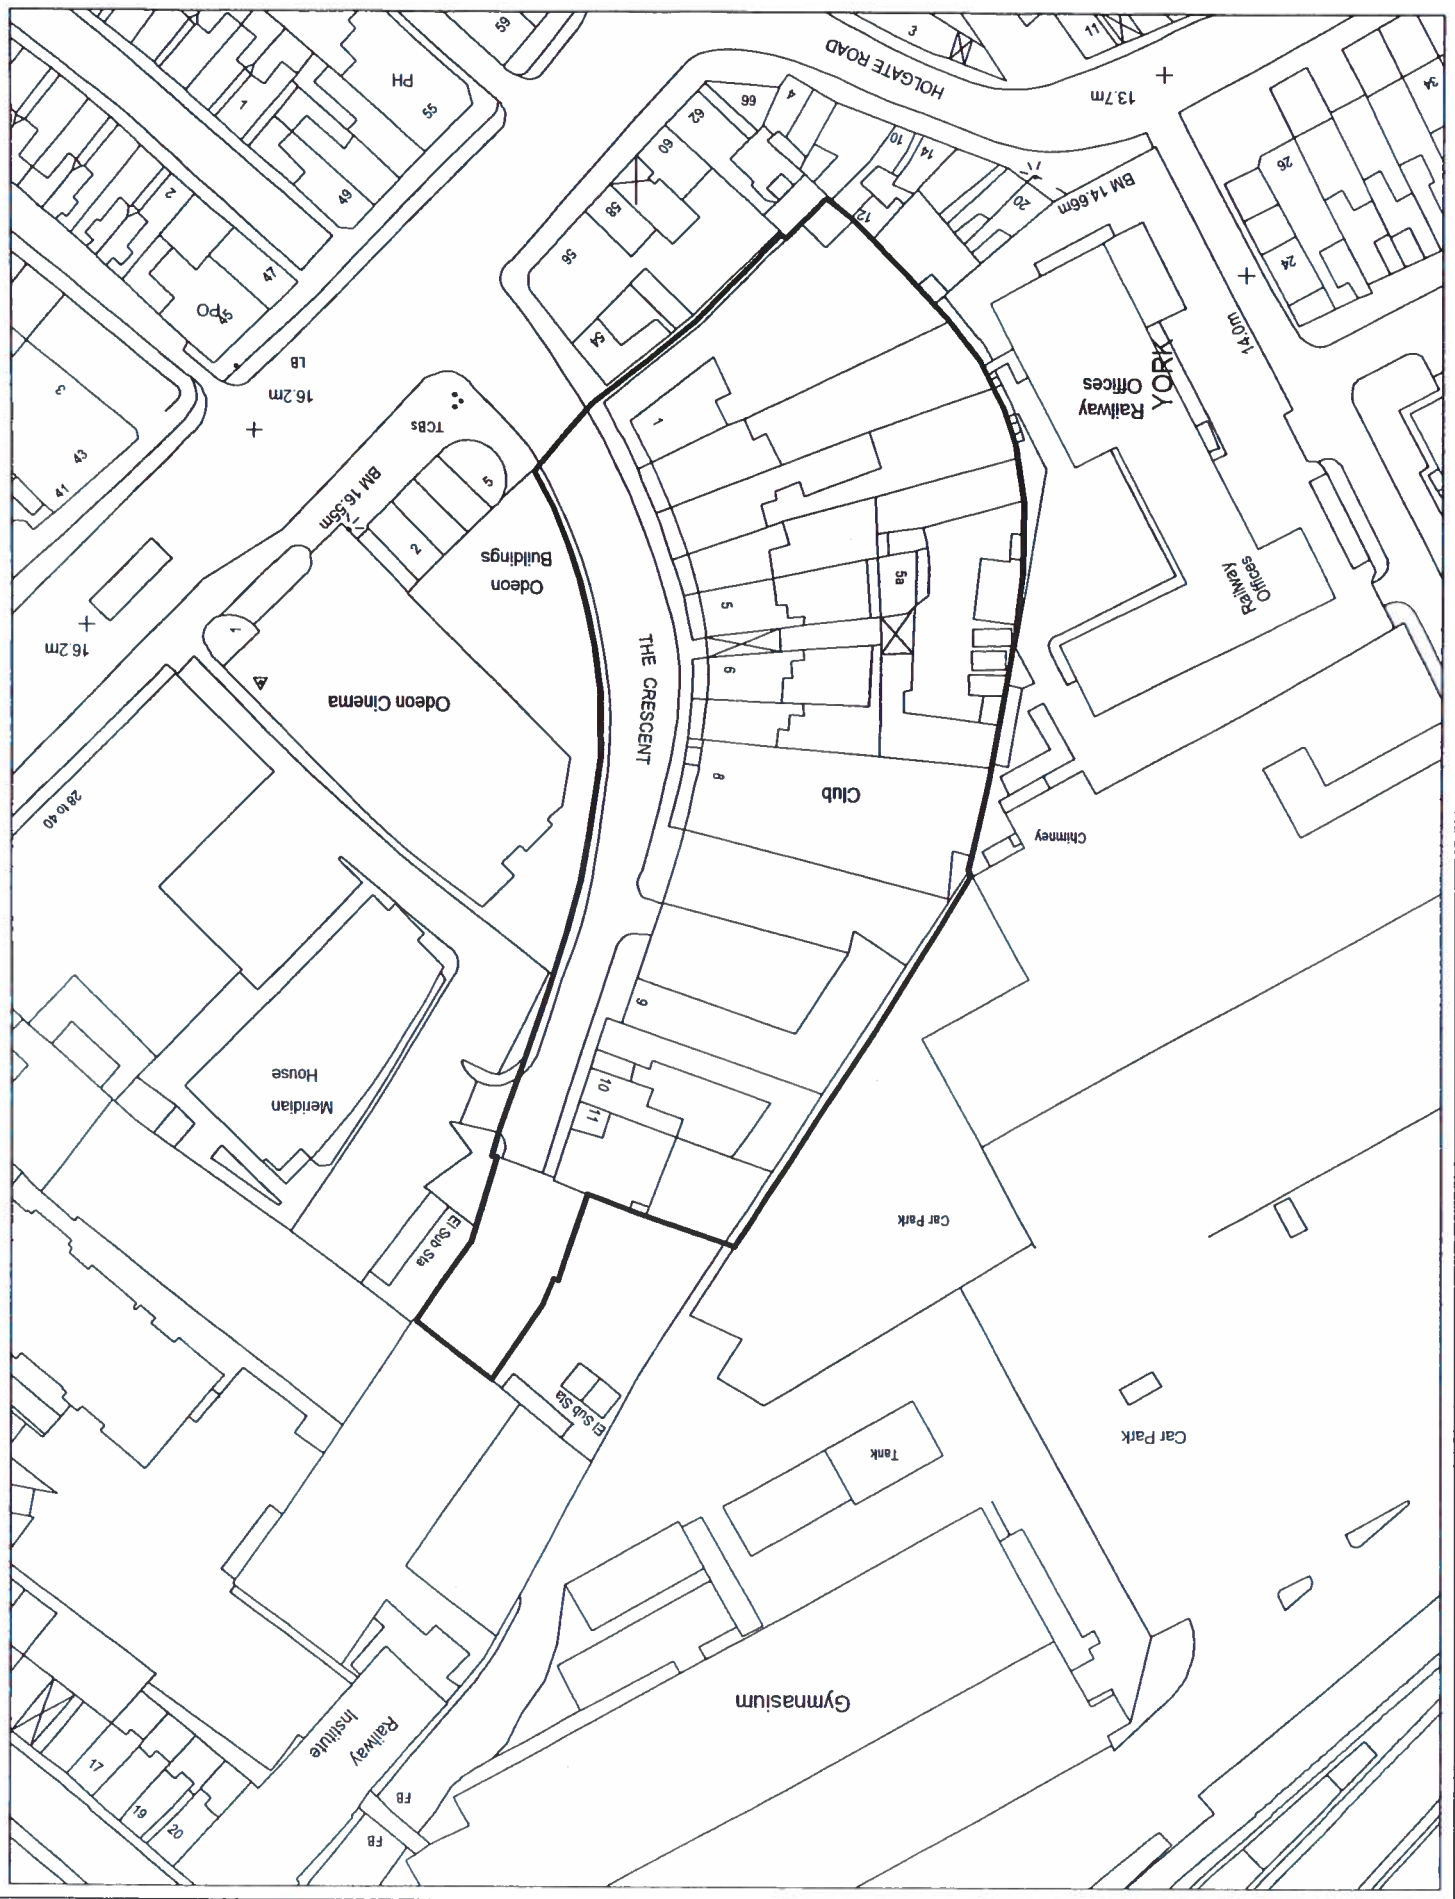 59
PH
1
55
49
2
47
PO
45
LB
16.2m
3
43
41
TCBs
BM 16.55m
5
2
Odeon
Buildings
1
Odeon Cinema
16.2m
28 to 40
Meridian
House
El Sub Sta
El Sub Sta
HOLGATE ROAD
3
11
13.7m
34
26
24
14.0m
BM 14.66m
66
4
62
60
58
56
54
10
14
12
20
Railway
Offices
YORK
Railway
Offices
THE CRESCENT
1
5
5a
6
8
Club
Chimney
9
10
11
Car Park
Car Park
Tank
Gymnasium
Railway
Institute
FB
FB
17
19
20